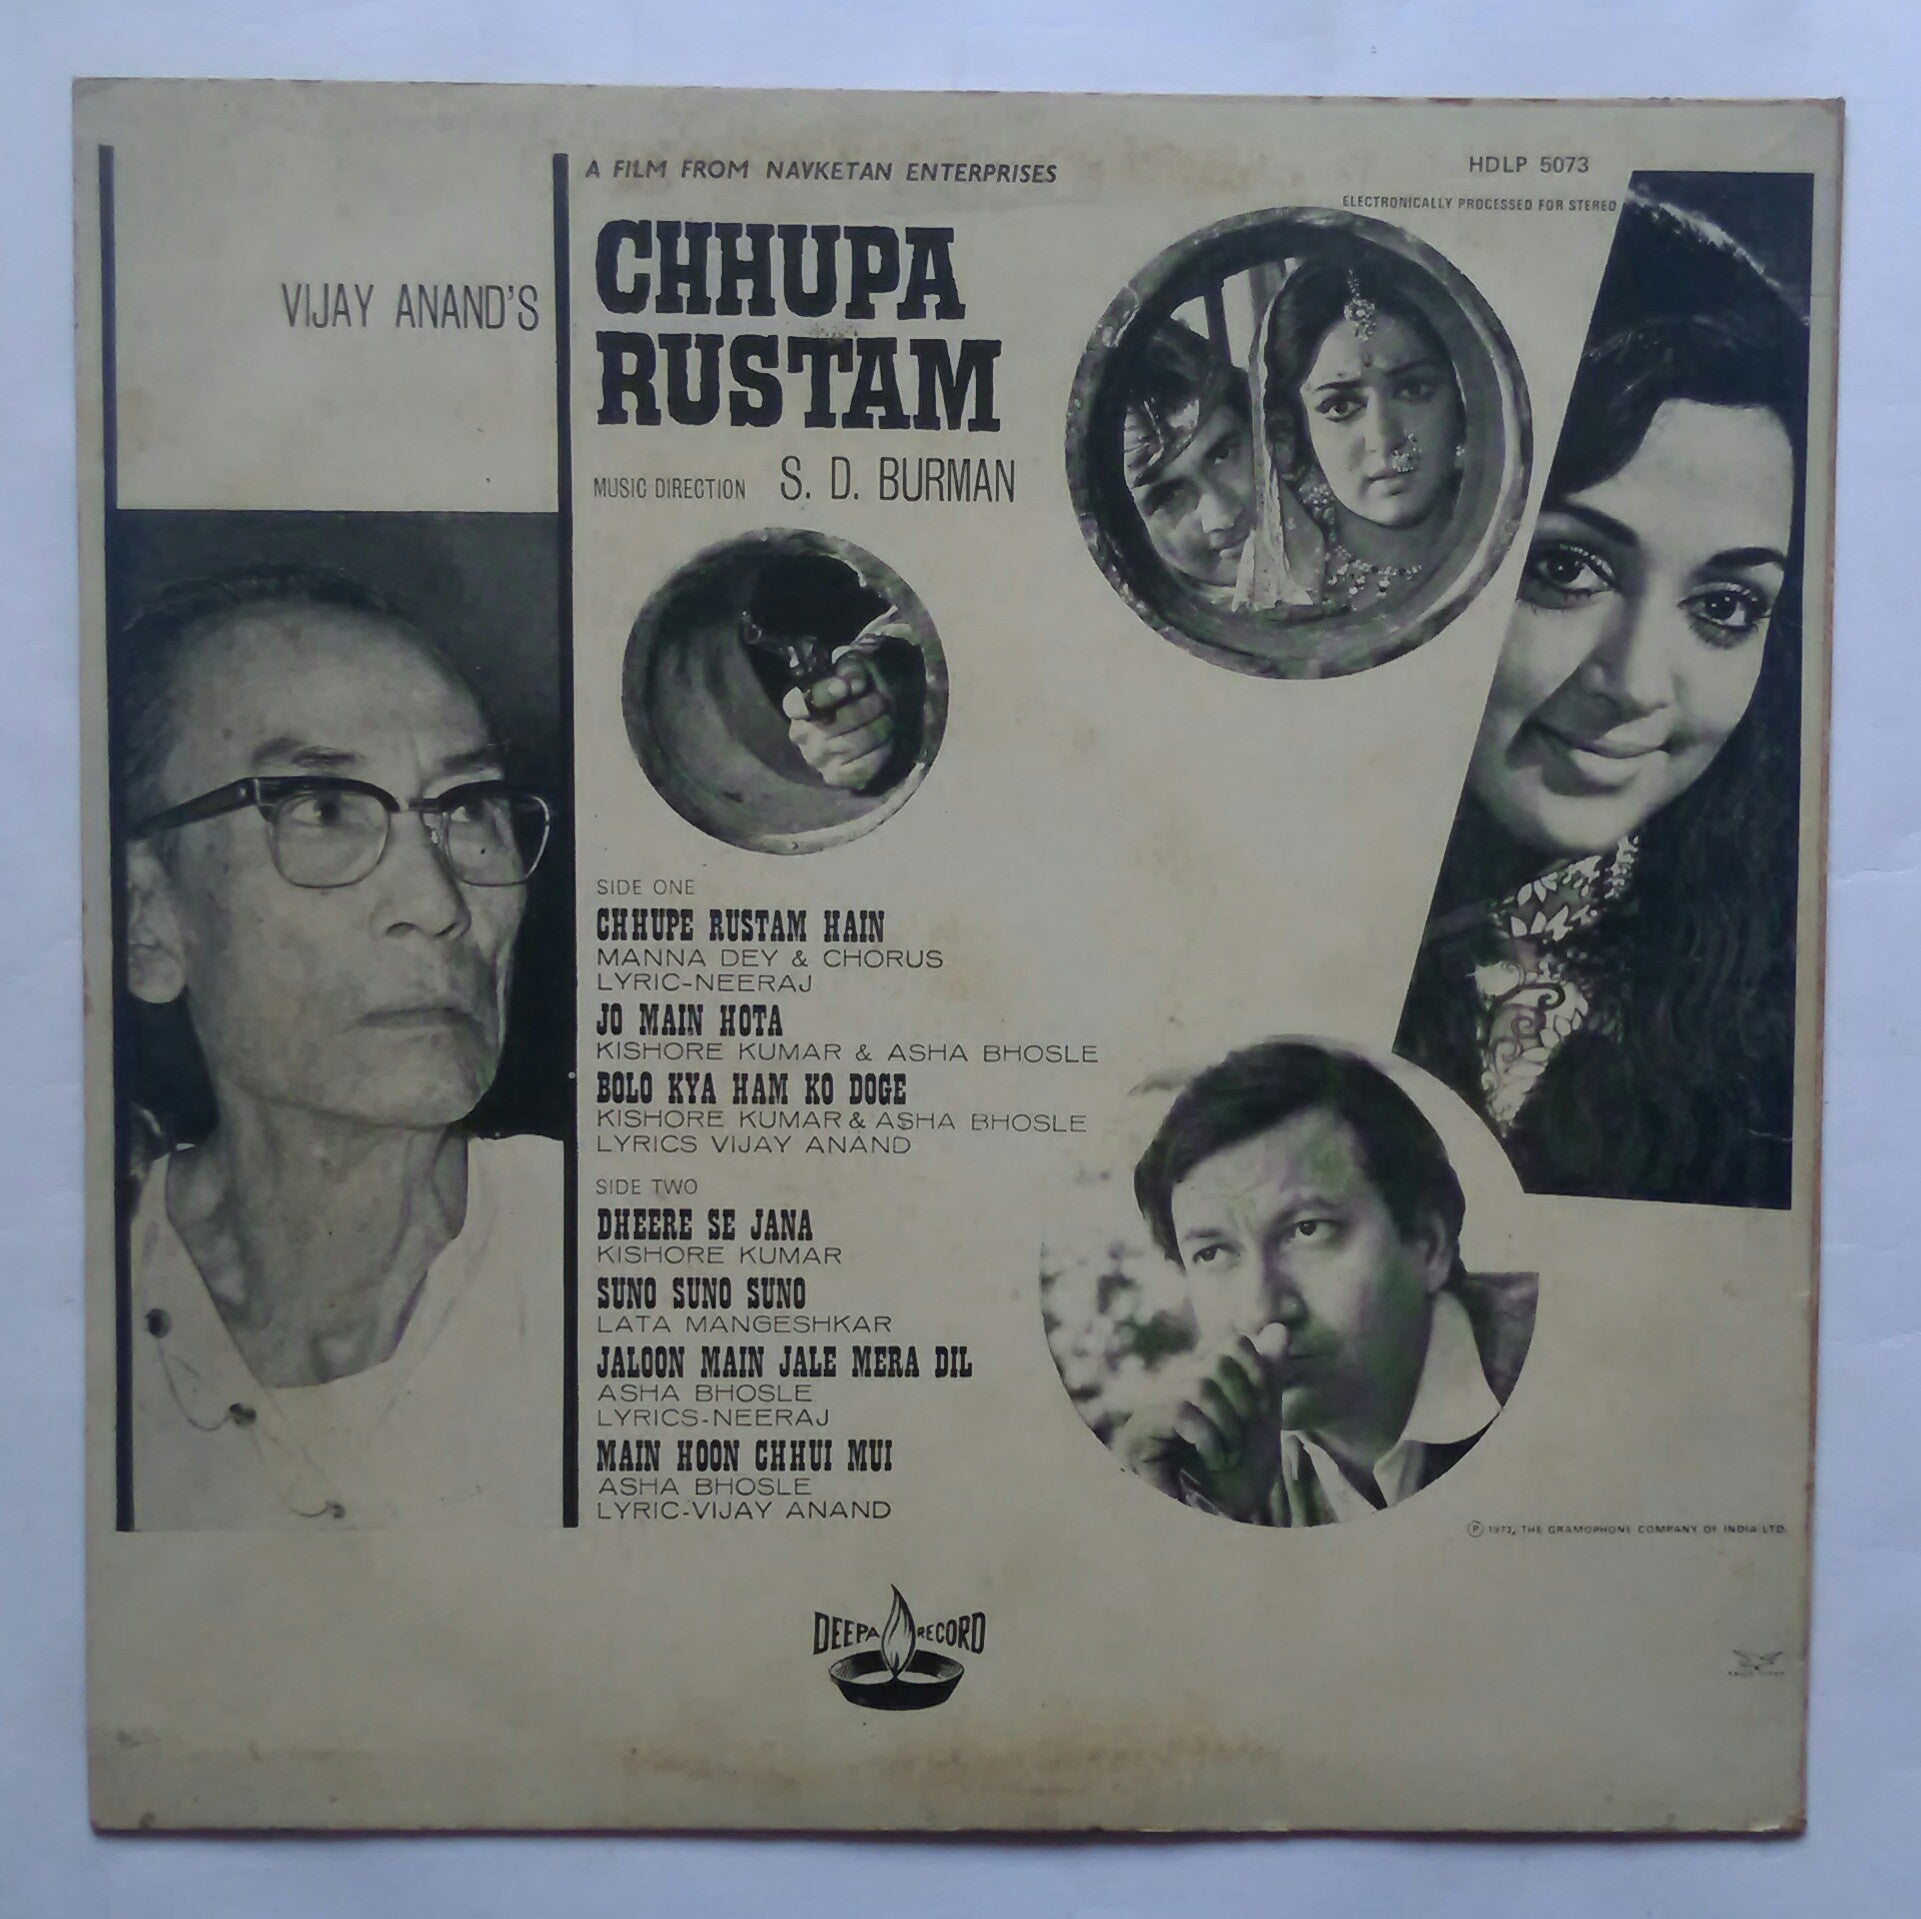 A FILM FROM NAVKETAN ENTERPRISES
HDLP 5073
ELECTRONICALLY PROCESSED FOR STEREO
VIJAY ANAND'S
CHHUPA
RUSTAM
MUSIC DIRECTION S. D. BURMAN
SIDE ONE
CHHUPE RUSTAM HAIN
MANNA DEY & CHORUS
LYRIC-NEERAJ
JO MAIN HOTA
KISHORE KUMAR & ASHA BHOSLE
BOLO KYA HAM KO DOGE
KISHORE KUMAR & ASHA BHOSLE
LYRICS VIJAY ANAND
SIDE TWO
DHEERE SE JANA
KISHORE KUMAR
SUNO SUNO SUNO
LATA MANGESHKAR
JALOON MAIN JALE MERA DIL
ASHA BHOSLE
LYRICS-NEERAJ
MAIN HOON CHHUI MUI
ASHA BHOSLE
LYRIC-VIJAY ANAND
Ⓟ 1973, THE GRAMOPHONE COMPANY OF INDIA LTD.
DEEPA RECORD